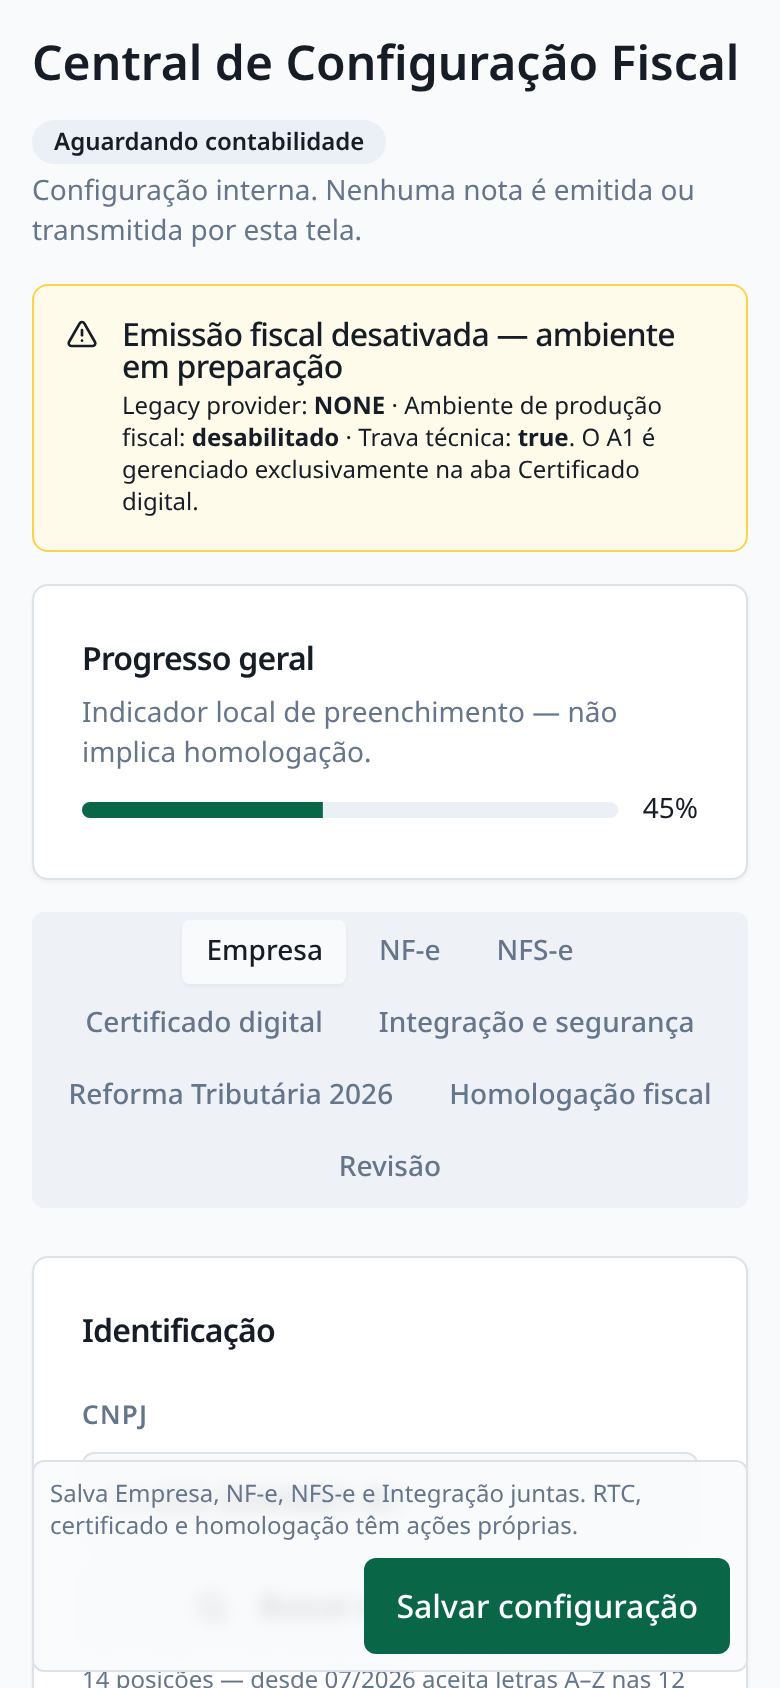 Central de Configuração Fiscal
Aguardando contabilidade
Configuração interna. Nenhuma nota é emitida ou
transmitida por esta tela.
Emissão fiscal desativada — ambiente
em preparação
Legacy provider: NONE · Ambiente de produção
fiscal: desabilitado · Trava técnica: true. O A1 é
gerenciado exclusivamente na aba Certificado
digital.
Progresso geral
Indicador local de preenchimento — não
implica homologação.
45%
Empresa NF-e NFS-e
Certificado digital Integração e segurança
Reforma Tributária 2026 Homologação fiscal
Revisão
Identificação
CNPJ
Salva Empresa, NF-e, NFS-e e Integração juntas. RTC,
certificado e homologação têm ações próprias.
Salvar configuração
14 posições — desde 07/2026 aceita letras A–Z nas 12